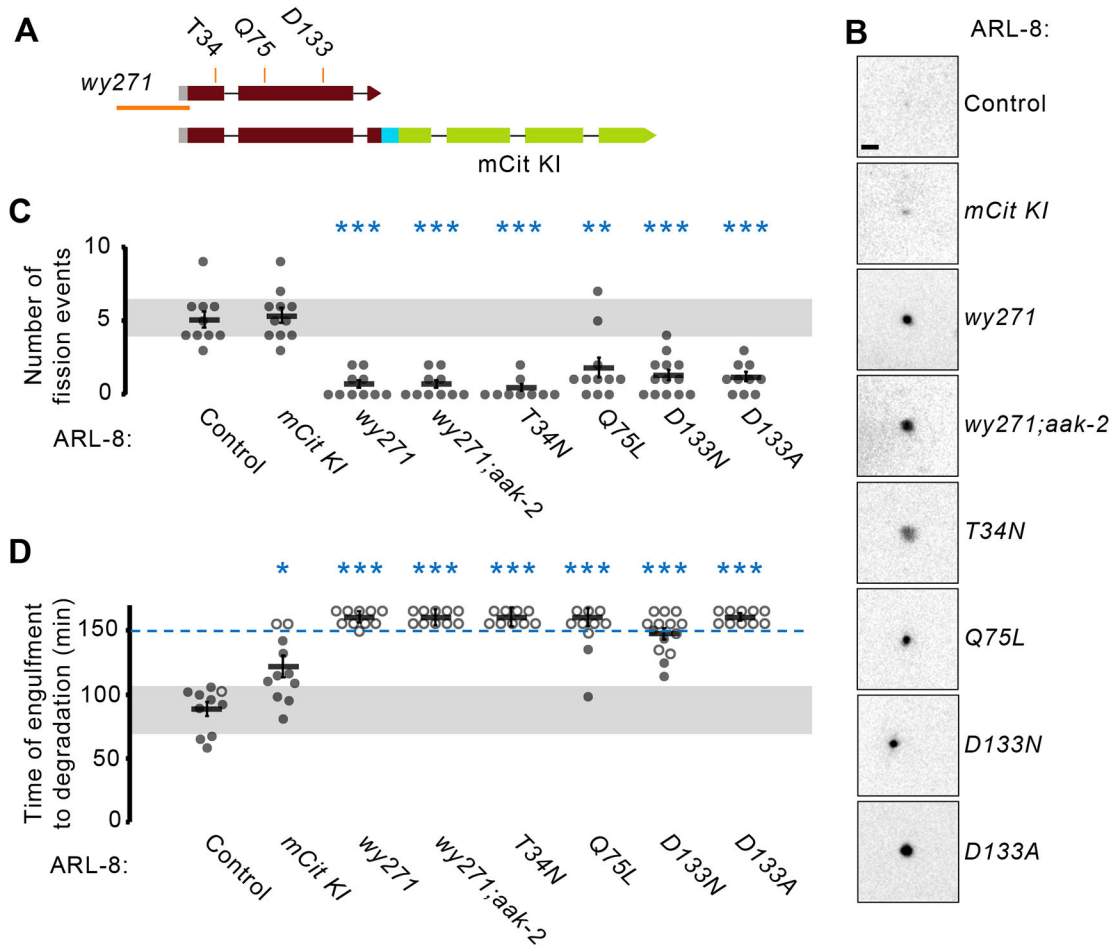 A
T34
Q75
D133
wy271
mCit KI
B
ARL-8:
Control
mCit KI
wy271
wy271;aak-2
T34N
Q75L
D133N
D133A
C
*** *** *** ** *** ***
Number of
fission events
10
5
0
ARL-8:
Control
mCit KI
wy271
wy271;aak-2
T34N
Q75L
D133N
D133A
D
* *** *** *** *** *** ***
Time of engulfment
to degradation (min)
150
100
50
0
ARL-8:
Control
mCit KI
wy271
wy271;aak-2
T34N
Q75L
D133N
D133A